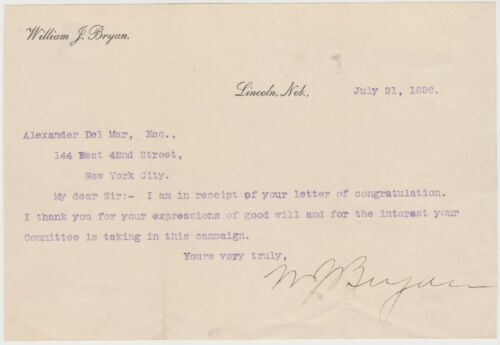 William J. Bryan.
Lincoln, Neb., July 31, 1896.
Alexander Del Mar, Esq.,
144 West 42nd Street,
New York City.
My dear Sir:- I am in receipt of your letter of congratulation.
I thank you for your expressions of good will and for the interest your
Committee is taking in this campaign.
Yours very truly,
W J Bryan